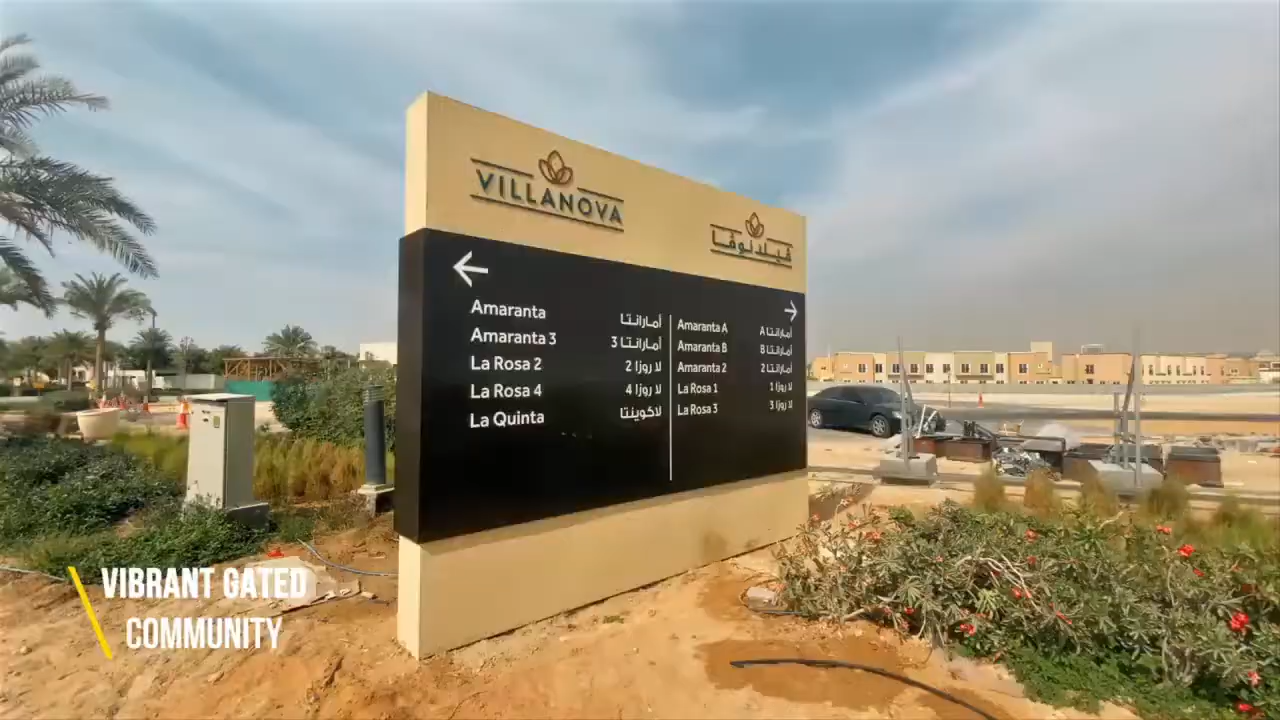 VILLANOVA
ڤيلانوڤا
Amaranta أمارانتا
Amaranta 3 أمارانتا 3
La Rosa 2 لا روزا 2
La Rosa 4 لا روزا 4
La Quinta لاكوينتا
Amaranta A أمارانتا A
Amaranta B أمارانتا B
Amaranta 2 أمارانتا 2
La Rosa 1 لا روزا 1
La Rosa 3 لا روزا 3
VIBRANT GATED
COMMUNITY